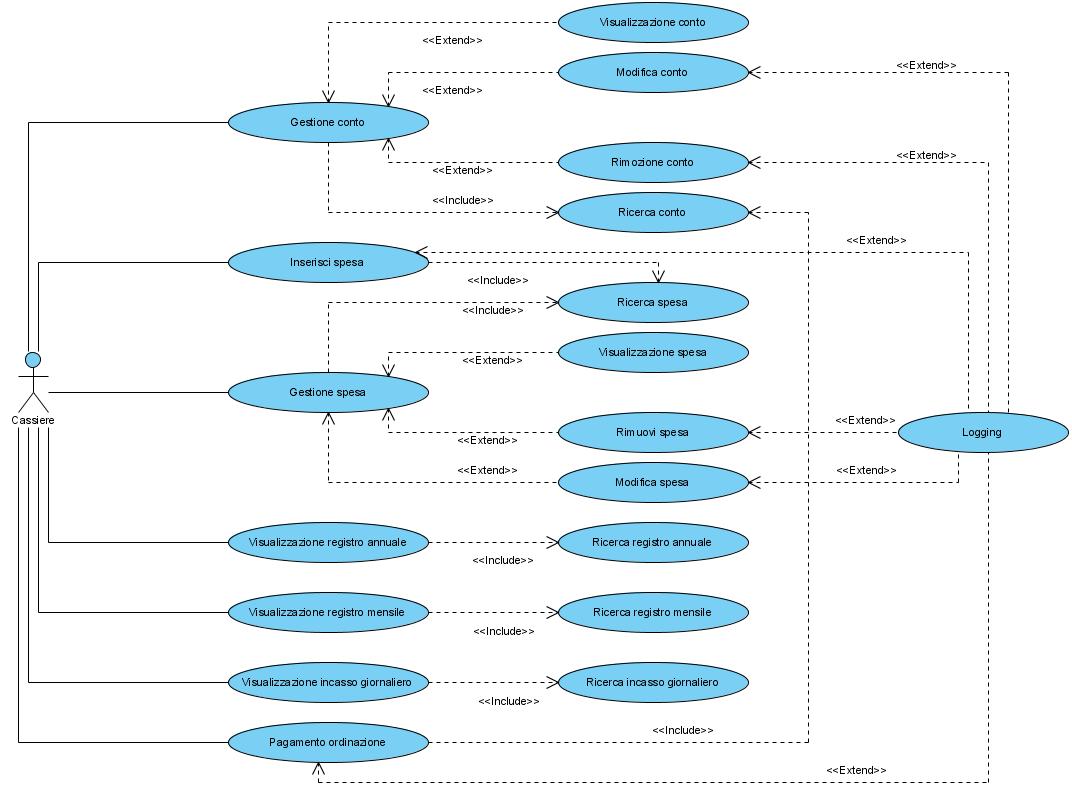 Visualizzazione conto
<<Extend>>
Modifica conto
<<Extend>>
<<Extend>>
Gestione conto
Rimozione conto
<<Extend>>
<<Extend>>
<<Include>>
Ricerca conto
<<Extend>>
Inserisci spesa
<<Include>>
Ricerca spesa
<<Include>>
Visualizzazione spesa
<<Extend>>
Gestione spesa
Cassiere
<<Extend>>
Rimuovi spesa
Logging
<<Extend>>
<<Extend>>
<<Extend>>
Modifica spesa
Visualizzazione registro annuale
Ricerca registro annuale
<<Include>>
Visualizzazione registro mensile
Ricerca registro mensile
<<Include>>
Visualizzazione incasso giornaliero
Ricerca incasso giornaliero
<<Include>>
Pagamento ordinazione
<<Include>>
<<Extend>>